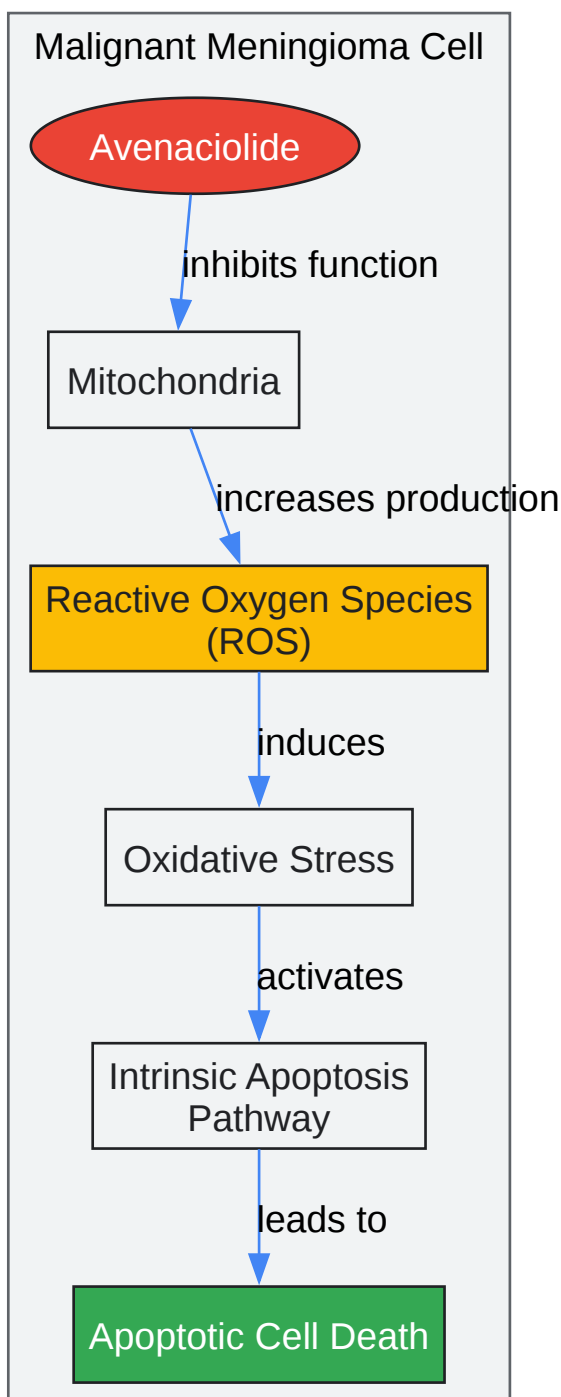 Malignant Meningioma Cell
Avenaciolide
inhibits function
Mitochondria
increases production
Reactive Oxygen Species
(ROS)
induces
Oxidative Stress
activates
Intrinsic Apoptosis
Pathway
leads to
Apoptotic Cell Death